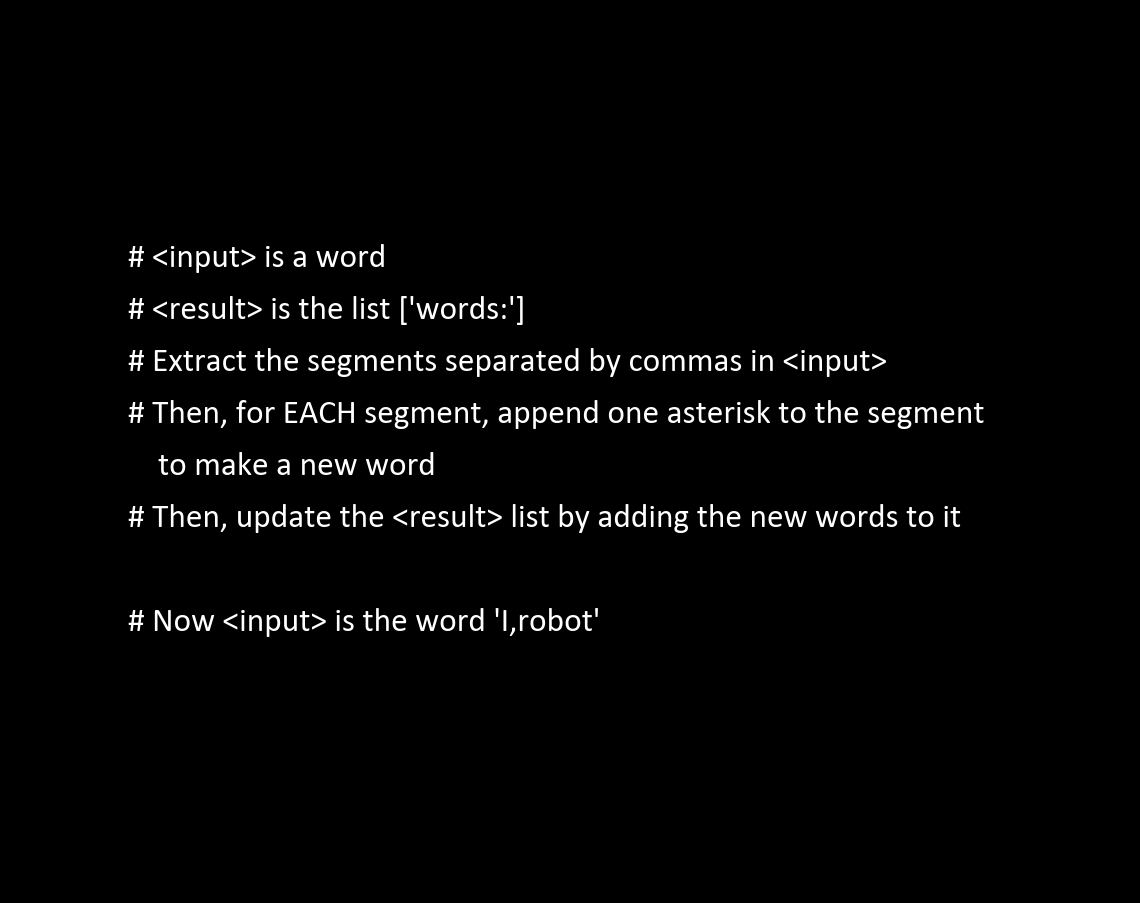 # <input> is a word
# <result> is the list ['words:']
# Extract the segments separated by commas in <input>
# Then, for EACH segment, append one asterisk to the segment
to make a new word
# Then, update the <result> list by adding the new words to it
# Now <input> is the word 'I,robot'